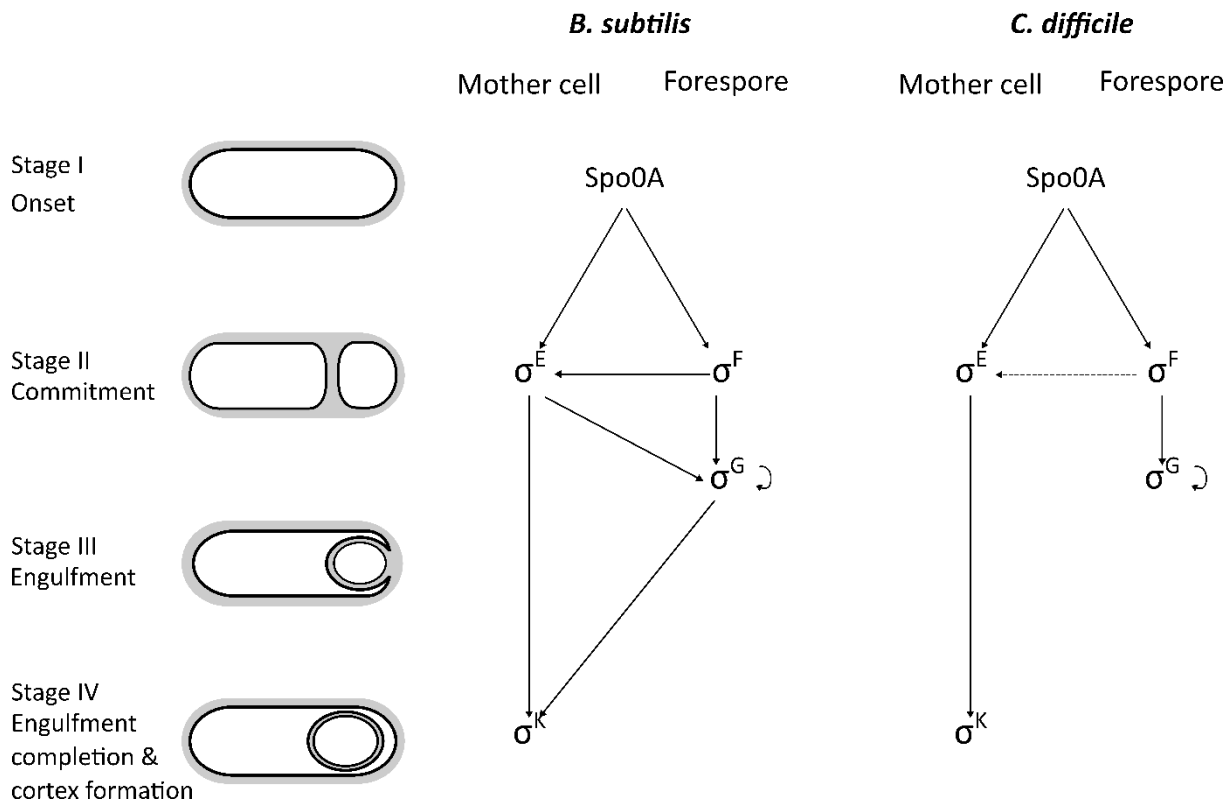 B. subtilis
C. difficile
Mother cell
Forespore
Mother cell
Forespore
Stage I
Onset
Spo0A
Spo0A
Stage II
Commitment
σE
σF
σE
σF
σG
σG
Stage III
Engulfment
Stage IV
Engulfment
completion &
cortex formation
σK
σK